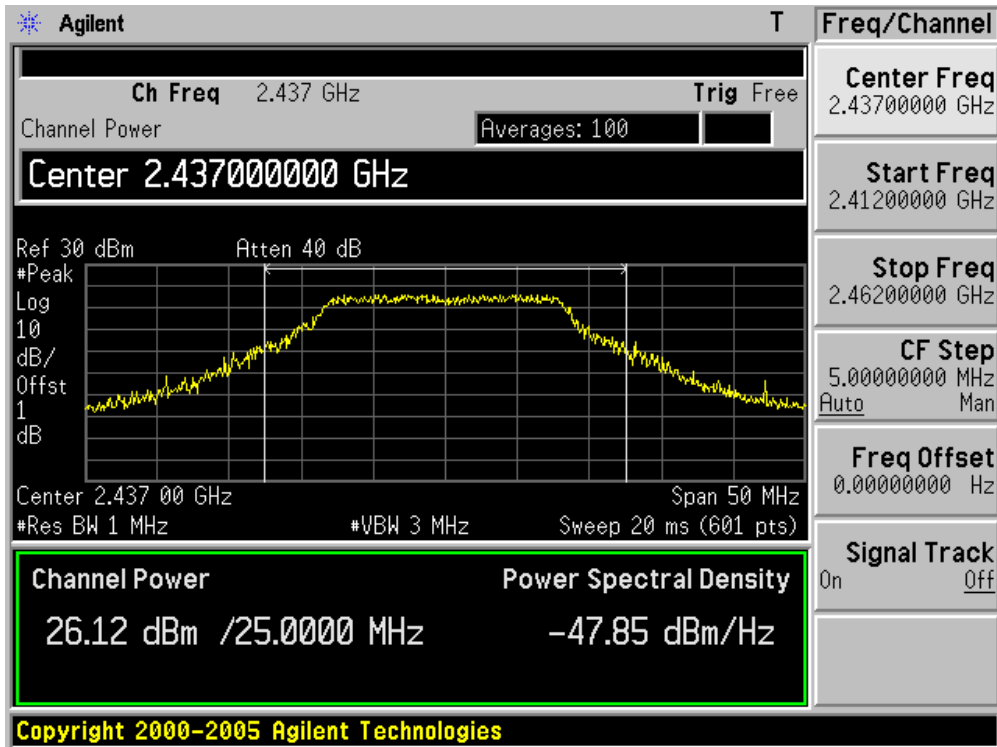 Agilent T Freq/Channel
Ch Freq 2.437 GHz Trig Free
Channel Power Averages: 100
Center 2.437000000 GHz
Ref 30 dBm Atten 40 dB
#Peak
Log
10
dB/
Offst
1
dB
Center 2.437 00 GHz Span 50 MHz
#Res BW 1 MHz #VBW 3 MHz Sweep 20 ms (601 pts)
Channel Power Power Spectral Density
26.12 dBm /25.0000 MHz -47.85 dBm/Hz
Copyright 2000-2005 Agilent Technologies
Center Freq
2.43700000 GHz
Start Freq
2.41200000 GHz
Stop Freq
2.46200000 GHz
CF Step
5.00000000 MHz
Auto Man
Freq Offset
0.00000000 Hz
Signal Track
On Off